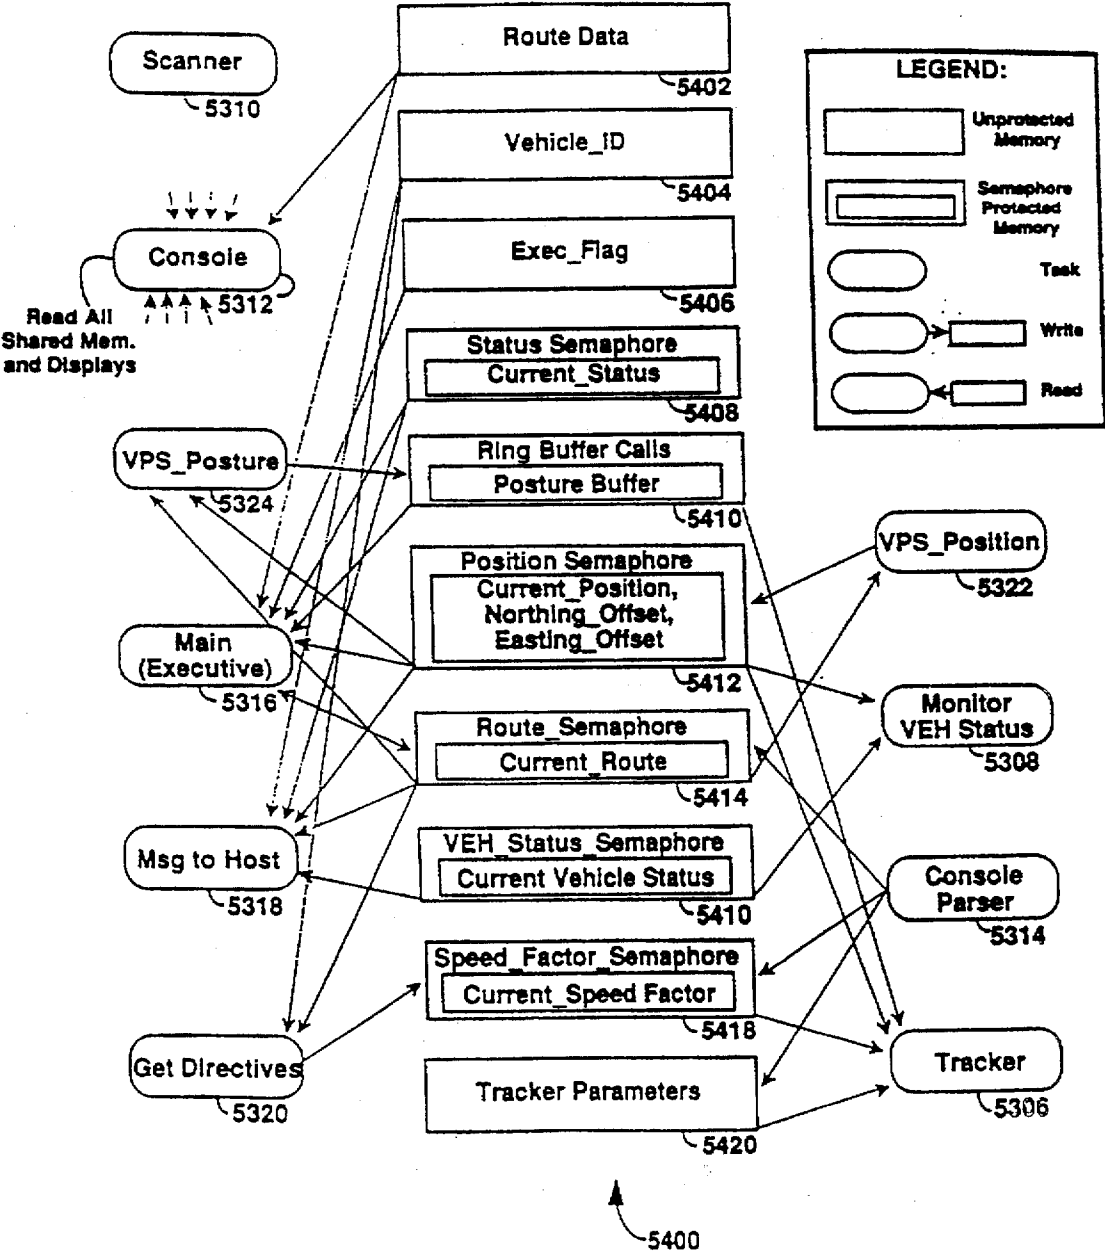 Route Data
5402
Scanner
5310
Vehicle_ID
5404
Exec_Flag
5406
Console
5312
Read All
Shared Mem.
and Displays
Status Semaphore
Current_Status
5408
Ring Buffer Calls
Posture Buffer
5410
VPS_Posture
5324
Position Semaphore
Current_Position,
Northing_Offset,
Easting_Offset
5412
Main
(Executive)
5316
Route_Semaphore
Current_Route
5414
VEH_Status_Semaphore
Current Vehicle Status
5410
Msg to Host
5318
Speed_Factor_Semaphore
Current_Speed Factor
5418
Get Directives
5320
Tracker Parameters
5420
LEGEND:
Unprotected
Memory
Semaphore
Protected
Memory
Task
Write
Read
VPS_Position
5322
Monitor
VEH Status
5308
Console
Parser
5314
Tracker
5306
5400